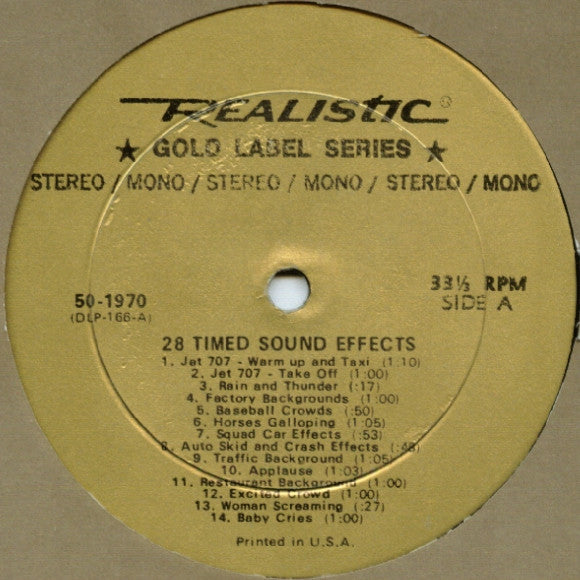 REALISTIC®
★ GOLD LABEL SERIES ★
STEREO / MONO / STEREO / MONO / STEREO / MONO
50-1970
(DLP-166-A)
33⅓ RPM
SIDE A
28 TIMED SOUND EFFECTS
1. Jet 707 - Warm up and Taxi (1:10)
2. Jet 707 - Take Off (1:00)
3. Rain and Thunder (:17)
4. Factory Backgrounds (1:00)
5. Baseball Crowds (:50)
6. Horses Galloping (1:05)
7. Squad Car Effects (:53)
8. Auto Skid and Crash Effects (:48)
9. Traffic Background (1:05)
10. Applause (1:03)
11. Restaurant Background (1:00)
12. Excited Crowd (1:00)
13. Woman Screaming (:27)
14. Baby Cries (1:00)
Printed in U.S.A.